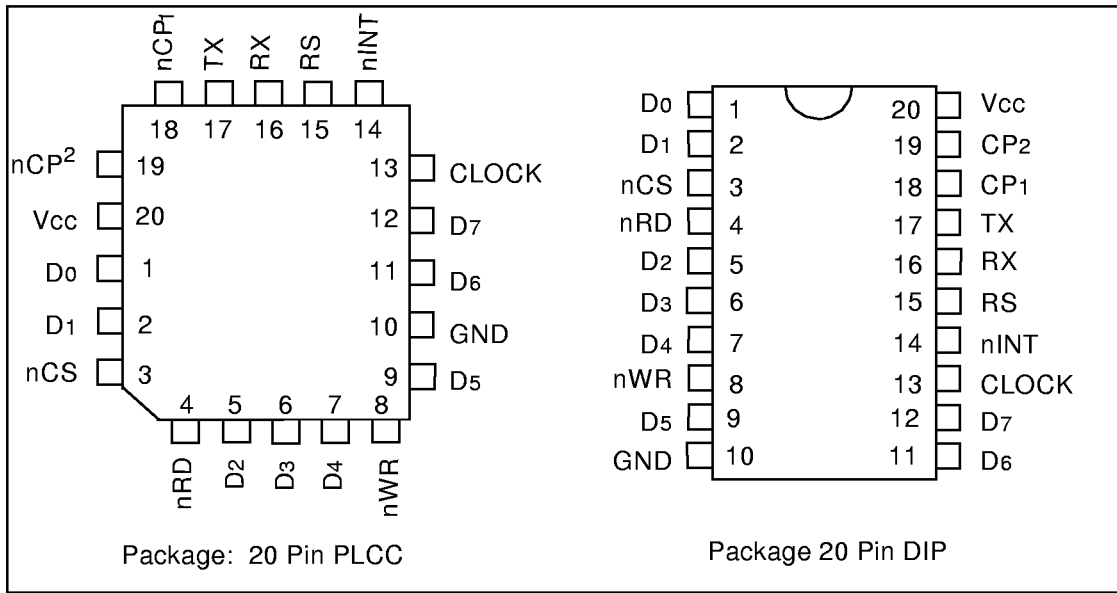 nCP1 TX RX RS nINT
18 17 16 15 14
nCP2 19 13 CLOCK
Vcc 20 12 D7
D0 1 11 D6
D1 2 10 GND
nCS 3 9 D5
4 5 6 7 8
nRD D2 D3 D4 nWR
Package: 20 Pin PLCC
D0 1 20 Vcc
D1 2 19 CP2
nCS 3 18 CP1
nRD 4 17 TX
D2 5 16 RX
D3 6 15 RS
D4 7 14 nINT
nWR 8 13 CLOCK
D5 9 12 D7
GND 10 11 D6
Package 20 Pin DIP